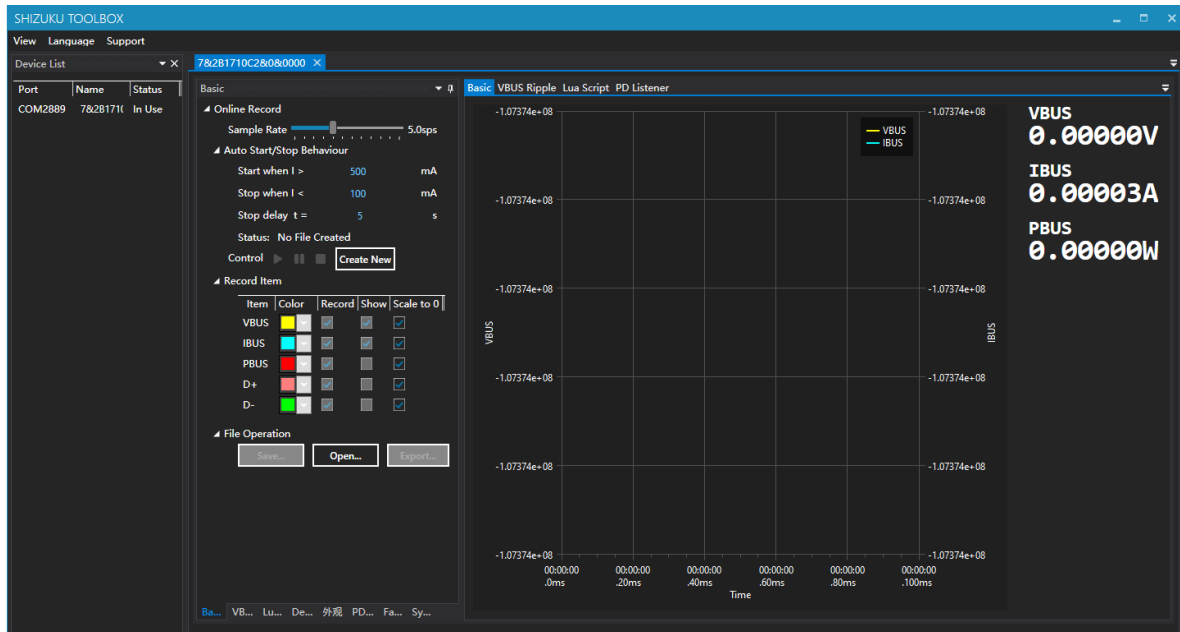 SHIZUKU TOOLBOX
View Language Support
Device List
Port Name Status
COM2889 7&2B171( In Use
7&2B1710C2&0&0000
Basic
Online Record
Sample Rate 5.0sps
Auto Start/Stop Behaviour
Start when I > 500 mA
Stop when I < 100 mA
Stop delay t = 5 s
Status: No File Created
Control Create New
Record Item
Item Color Record Show Scale to 0
VBUS
IBUS
PBUS
D+
D-
File Operation
Save... Open... Export...
Ba... VB... Lu... De... 外观 PD... Fa... Sy...
Basic VBUS Ripple Lua Script PD Listener
-1.07374e+08 -1.07374e+08
VBUS
IBUS
-1.07374e+08 -1.07374e+08
-1.07374e+08 -1.07374e+08
VBUS IBUS
-1.07374e+08 -1.07374e+08
-1.07374e+08 -1.07374e+08
-1.07374e+08 -1.07374e+08
00:00:00 00:00:00 00:00:00 00:00:00 00:00:00 00:00:00
.0ms .20ms .40ms .60ms .80ms .100ms
Time
VBUS
0.00000V
IBUS
0.00003A
PBUS
0.00000W